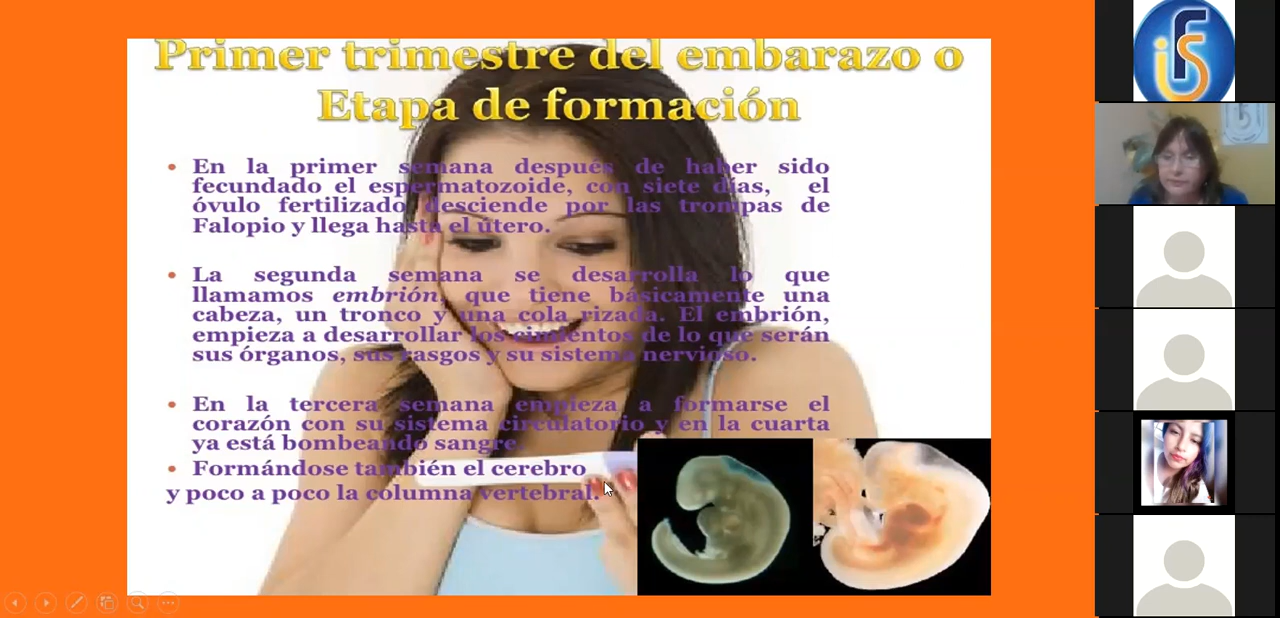 Primer trimestre del embarazo o
Etapa de formación
• En la primer semana después de haber sido
fecundado el espermatozoide, con siete días, el
óvulo fertilizado desciende por las trompas de
Falopio y llega hasta el útero.
• La segunda semana se desarrolla lo que
llamamos embrión, que tiene básicamente una
cabeza, un tronco y una cola rizada. El embrión,
empieza a desarrollar los cimientos de lo que serán
sus órganos, sus rasgos y su sistema nervioso.
• En la tercera semana empieza a formarse el
corazón con su sistema circulatorio y en la cuarta
ya está bombeando sangre
• Formándose también el cerebro
y poco a poco la columna vertebral.